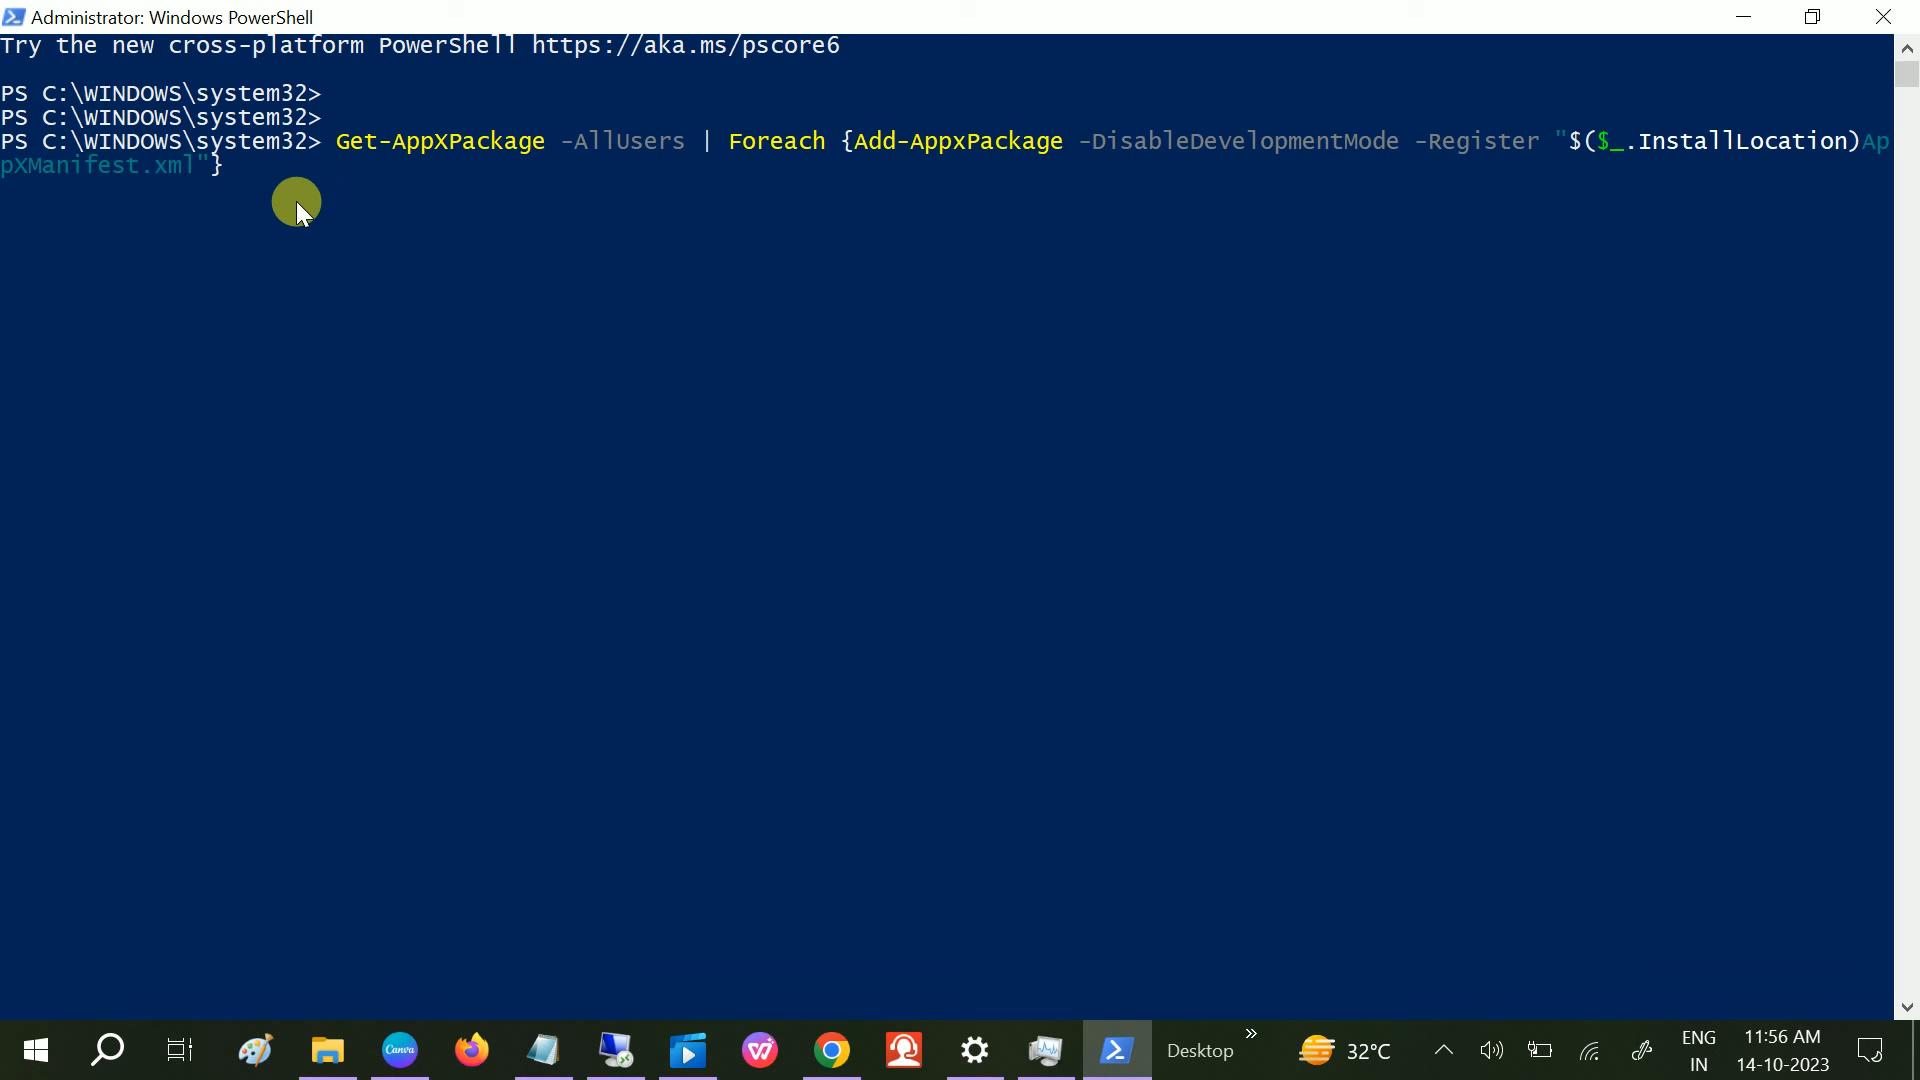 Administrator: Windows PowerShell
Try the new cross-platform PowerShell https://aka.ms/pscore6
PS C:\WINDOWS\system32>
PS C:\WINDOWS\system32>
PS C:\WINDOWS\system32> Get-AppXPackage -AllUsers | Foreach {Add-AppxPackage -DisableDevelopmentMode -Register "$($_.InstallLocation)Ap
pXManifest.xml"}
Canva
Desktop
32°C
ENG
IN
11:56 AM
14-10-2023